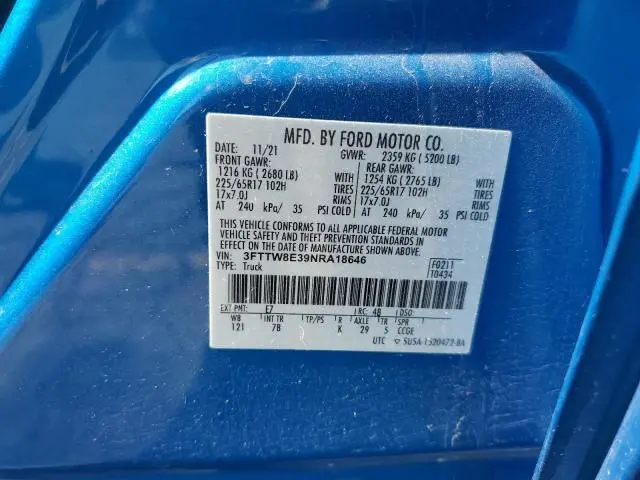 MFD. BY FORD MOTOR CO.
DATE: 11/21 GVWR: 2359 KG ( 5200 LB)
FRONT GAWR: REAR GAWR:
1216 KG ( 2680 LB) WITH 1254 KG ( 2765 LB) WITH
225/65R17 102H TIRES 225/65R17 102H TIRES
17x7.0J RIMS 17x7.0J RIMS
AT 240 kPa/ 35 PSI COLD AT 240 kPa/ 35 PSI COLD
THIS VEHICLE CONFORMS TO ALL APPLICABLE FEDERAL MOTOR
VEHICLE SAFETY AND THEFT PREVENTION STANDARDS IN
EFFECT ON THE DATE OF MANUFACTURE SHOWN ABOVE.
VIN: 3FTTW8E39NRA18646 F0211
TYPE: Truck T0434
EXT PNT: E7 RC: 48 DSO:
WB INT TR TP/PS R AXLE TR SPR
121 7B K 29 5 CCGE
UTC ▽ SU5A-1520472-BA